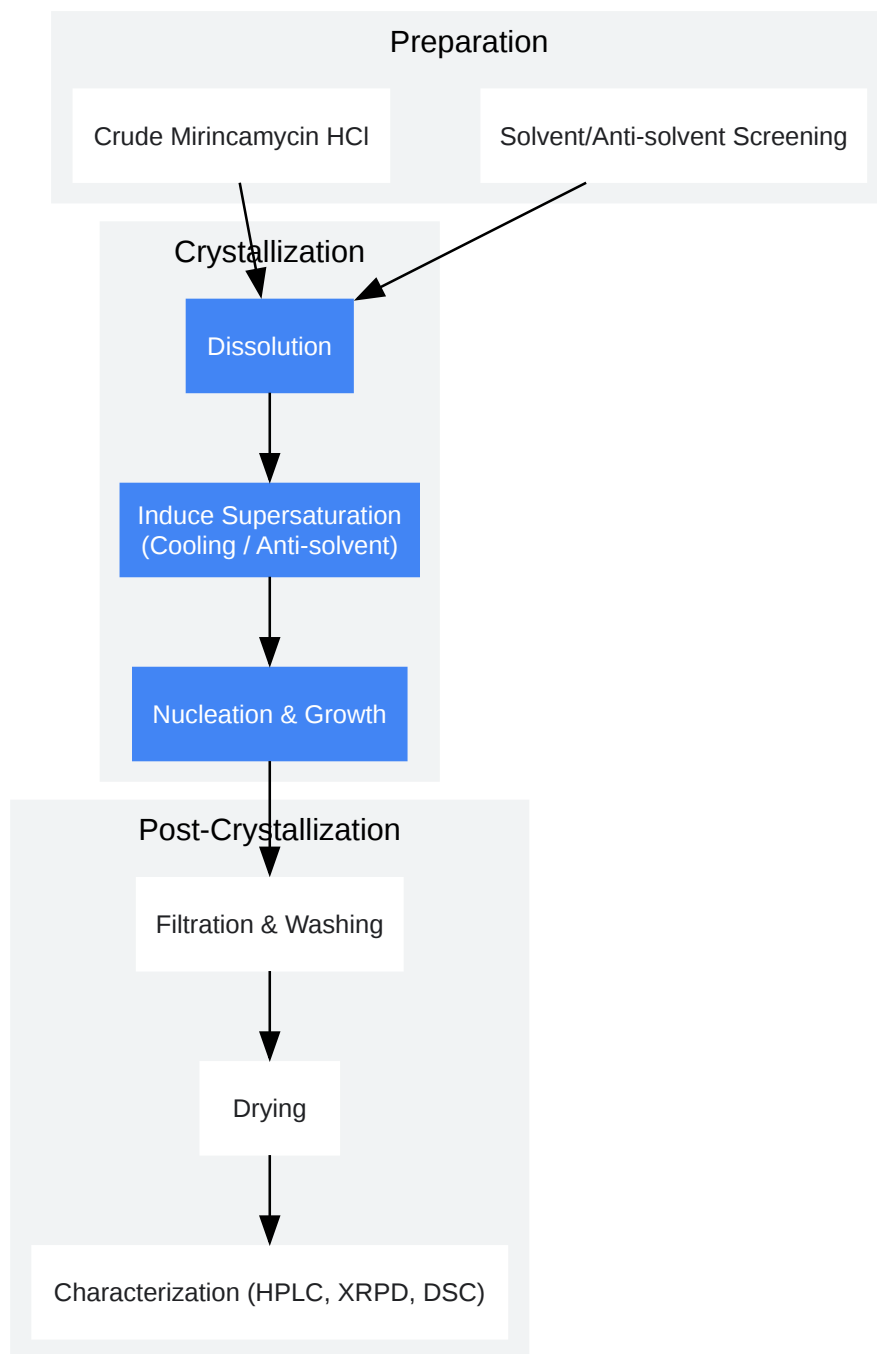 Preparation
Crude Mirincamycin HCl
Solvent/Anti-solvent Screening
Crystallization
Dissolution
Induce Supersaturation
(Cooling / Anti-solvent)
Nucleation & Growth
Post-Crystallization
Filtration & Washing
Drying
Characterization (HPLC, XRPD, DSC)